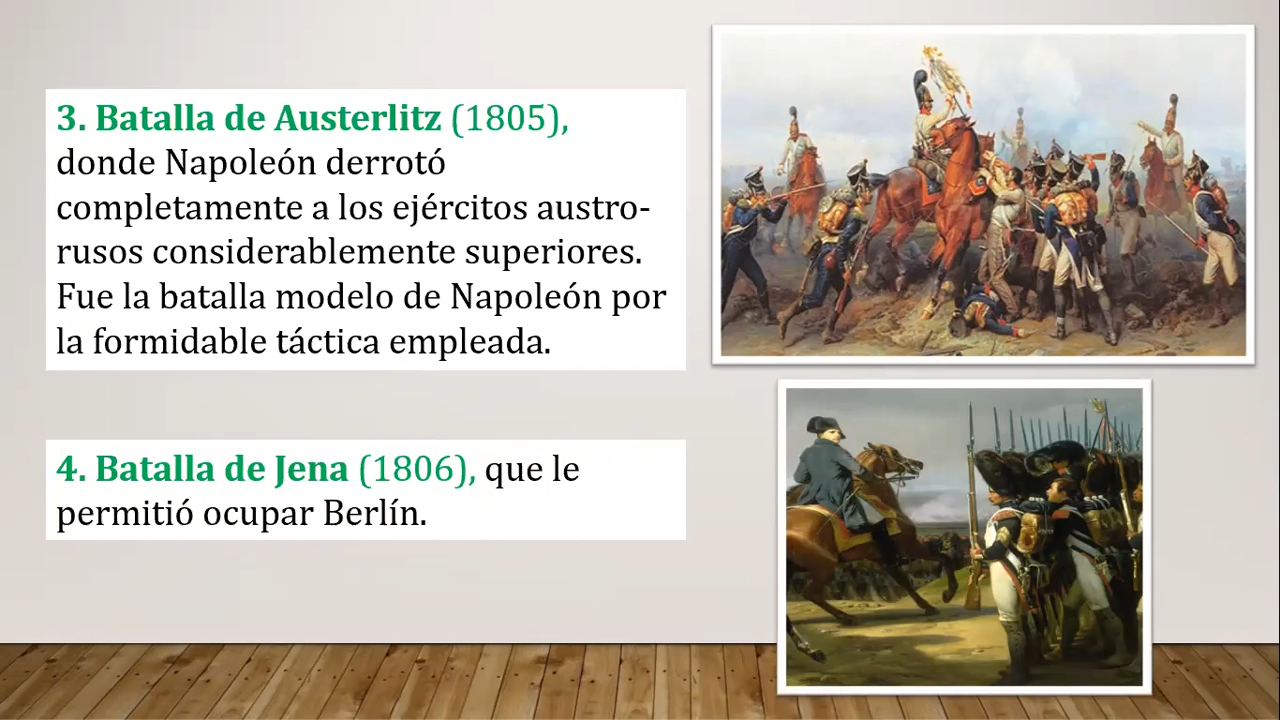 3. Batalla de Austerlitz (1805),
donde Napoleón derrotó
completamente a los ejércitos austro-
rusos considerablemente superiores.
Fue la batalla modelo de Napoleón por
la formidable táctica empleada.
4. Batalla de Jena (1806), que le
permitió ocupar Berlín.